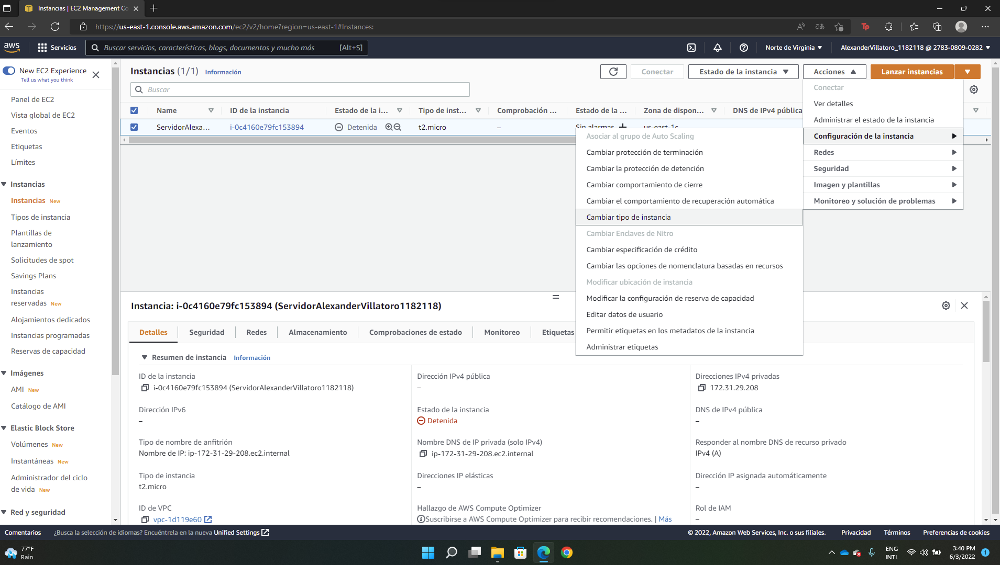 Instancias | EC2 Management Co
https://us-east-1.console.aws.amazon.com/ec2/v2/home?region=us-east-1#Instances:
aws
Servicios
Buscar servicios, características, blogs, documentos y mucho más [Alt+S]
Norte de Virginia
AlexanderVillatoro_1182118 @ 2783-0809-0282
New EC2 Experience
Tell us what you think
Panel de EC2
Vista global de EC2
Eventos
Etiquetas
Límites
Instancias
Instancias New
Tipos de instancia
Plantillas de
lanzamiento
Solicitudes de spot
Savings Plans
Instancias
reservadas New
Alojamientos dedicados
Instancias programadas
Reservas de capacidad
Imágenes
AMI New
Catálogo de AMI
Elastic Block Store
Volúmenes New
Instantáneas New
Administrador del ciclo
de vida New
Red y seguridad
Instancias (1/1) Información
Conectar
Estado de la instancia
Acciones
Lanzar instancias
Buscar
Name ID de la instancia Estado de la i... Tipo de inst... Comprobación ... Estado de la ... Zona de dispon... DNS de IPv4 pública
ServidorAlexa... i-0c4160e79fc153894 Detenida t2.micro – Sin alarmas + us-east-1c
Conectar
Ver detalles
Administrar el estado de la instancia
Configuración de la instancia
Redes
Seguridad
Imagen y plantillas
Monitoreo y solución de problemas
Asociar al grupo de Auto Scaling
Cambiar protección de terminación
Cambiar la protección de detención
Cambiar comportamiento de cierre
Cambiar el comportamiento de recuperación automática
Cambiar tipo de instancia
Cambiar Enclaves de Nitro
Cambiar especificación de crédito
Cambiar las opciones de nomenclatura basadas en recursos
Modificar ubicación de instancia
Modificar la configuración de reserva de capacidad
Editar datos de usuario
Permitir etiquetas en los metadatos de la instancia
Administrar etiquetas
Instancia: i-0c4160e79fc153894 (ServidorAlexanderVillatoro1182118)
Detalles Seguridad Redes Almacenamiento Comprobaciones de estado Monitoreo Etiquetas
Resumen de instancia Información
ID de la instancia
i-0c4160e79fc153894 (ServidorAlexanderVillatoro1182118)
Dirección IPv4 pública
–
Direcciones IPv4 privadas
172.31.29.208
Dirección IPv6
–
Estado de la instancia
Detenida
DNS de IPv4 pública
–
Tipo de nombre de anfitrión
Nombre de IP: ip-172-31-29-208.ec2.internal
Nombre DNS de IP privada (solo IPv4)
ip-172-31-29-208.ec2.internal
Responder al nombre DNS de recurso privado
IPv4 (A)
Tipo de instancia
t2.micro
Direcciones IP elásticas
–
Dirección IP asignada automáticamente
–
ID de VPC
vpc-1d119e60
Hallazgo de AWS Compute Optimizer
Suscribirse a AWS Compute Optimizer para recibir recomendaciones. | Más
Rol de IAM
–
Comentarios
¿Busca la selección de idiomas? Encuéntrela en la nueva Unified Settings
© 2022, Amazon Web Services, Inc. o sus filiales.
Privacidad
Términos
Preferencias de cookies
77°F
Rain
ENG
INTL
3:40 PM
6/3/2022
1